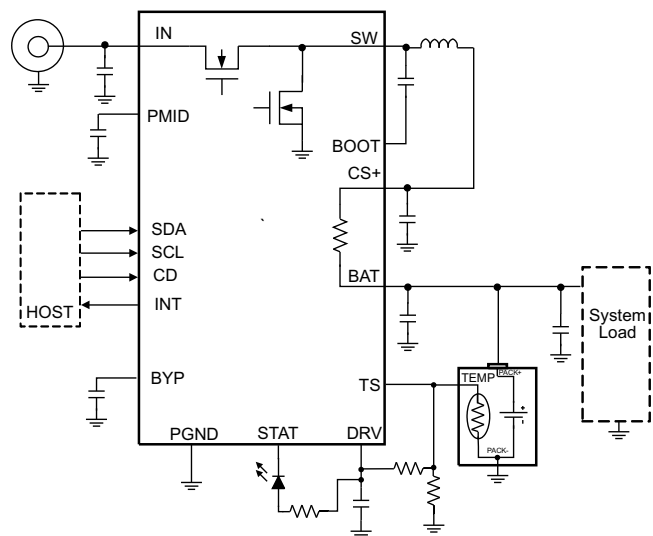 IN
SW
PMID
BOOT
CS+
SDA
SCL
CD
HOST
INT
BAT
System
Load
BYP
TS
TEMP
PACK+
+
-
PACK-
PGND
STAT
DRV